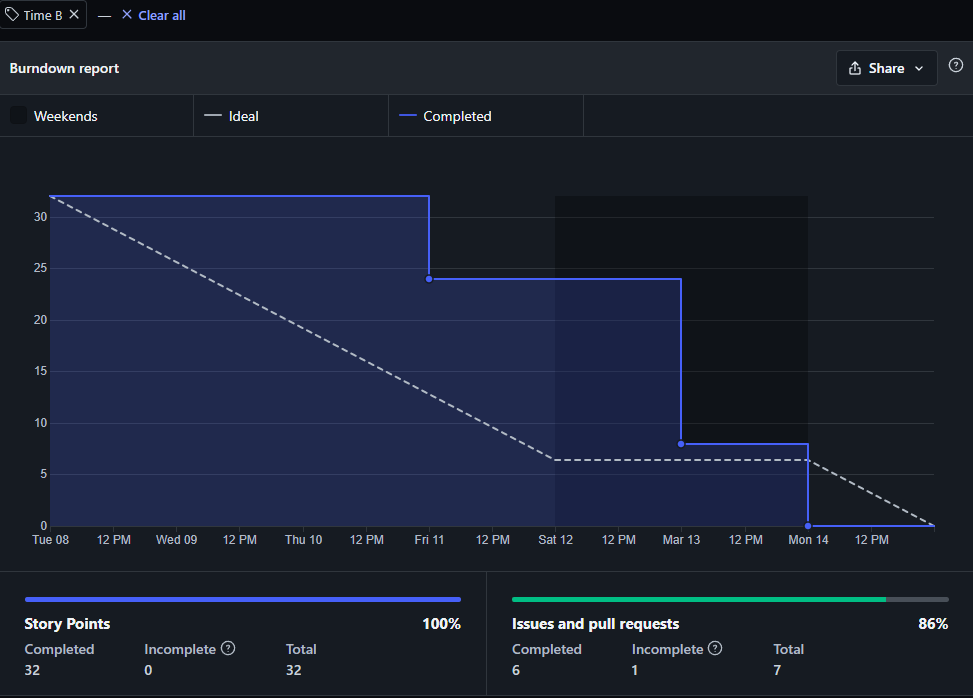 Time B — Clear all
Burndown report Share
Weekends Ideal Completed
30
25
20
15
10
5
0
Tue 08 12 PM Wed 09 12 PM Thu 10 12 PM Fri 11 12 PM Sat 12 12 PM Mar 13 12 PM Mon 14 12 PM
Story Points 100%
Completed Incomplete Total
32 0 32
Issues and pull requests 86%
Completed Incomplete Total
6 1 7